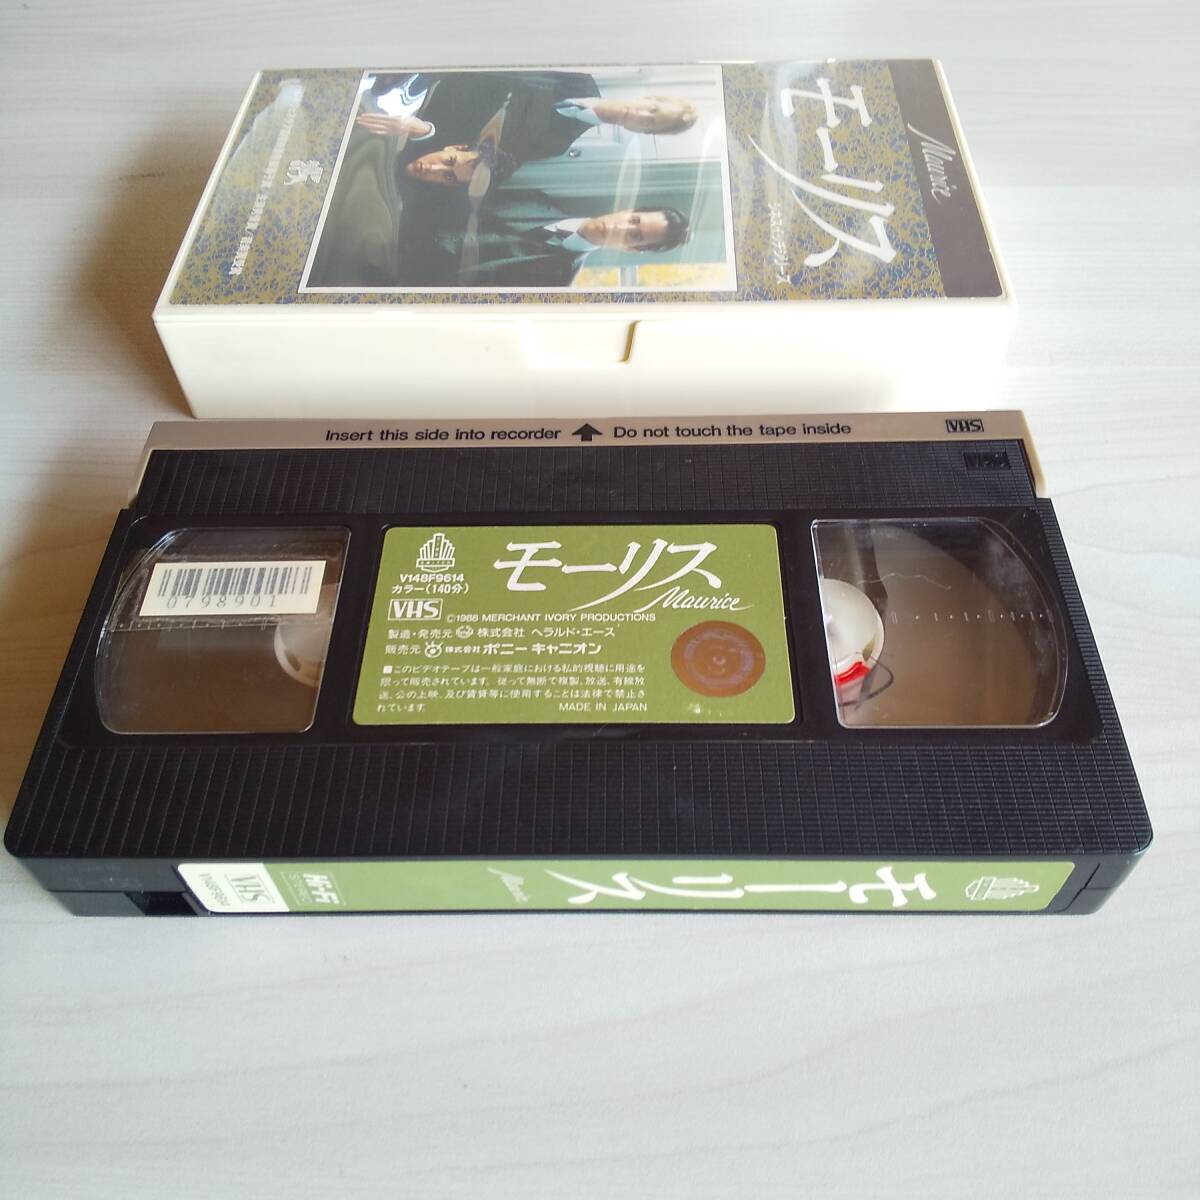 Maurice
モーリス
Insert this side into recorder
Do not touch the tape inside
VHS
VHS
0798901
V148F9614
カラー(140分)
モーリス
Maurice
VHS
©1988 MERCHANT IVORY PRODUCTIONS
製造・発売元 株式会社 ヘラルド・エース
販売元 株式会社 ポニー キャニオン
■このビデオテープは一般家庭における私的視聴に用途を
限って販売されています。従って無断で複製、放送、有線放
送、公の上映、及び賃貸等に使用することは法律で禁止さ
れています。
MADE IN JAPAN
モーリス
Maurice
Hi-Fi
STEREO
VHS
V148F9614